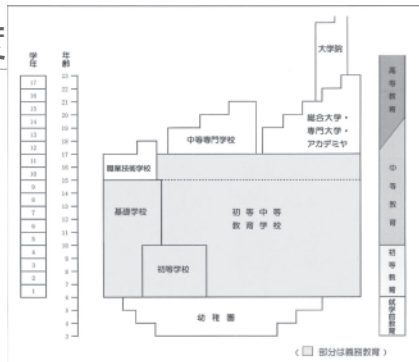 学年
年齢
17
16
15
14
13
12
11
10
9
8
7
6
5
4
3
2
1
23
22
21
20
19
18
17
16
15
14
13
12
11
10
9
8
7
6
5
4
3
大学院
総合大学・
専門大学・
アカデミヤ
中等専門学校
職業技術学校
基礎学校
初等中等
教育学校
初等学校
幼稚園
高等教育
中等教育
初等教育
就学前教育
( 部分は義務教育 )